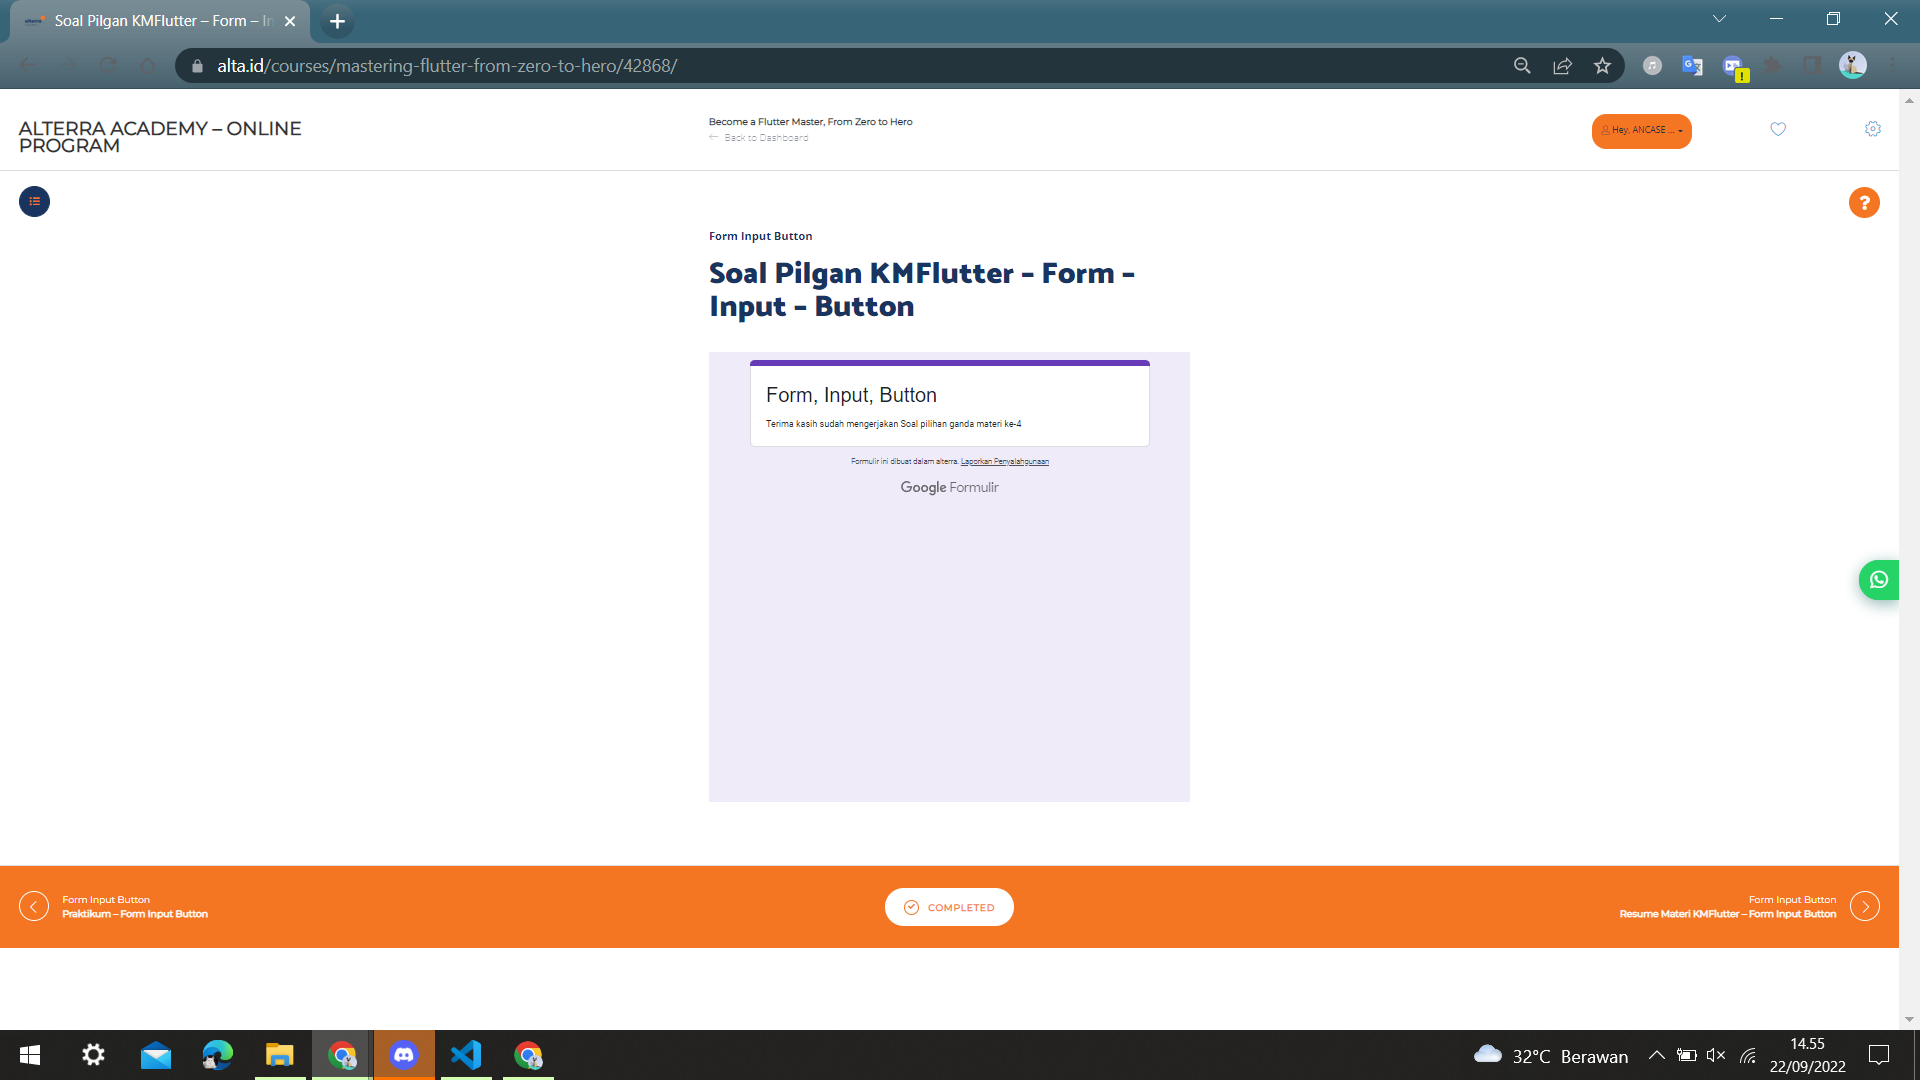 Soal Pilgan KMFlutter – Form – In
alta.id/courses/mastering-flutter-from-zero-to-hero/42868/
ALTERRA ACADEMY – ONLINE
PROGRAM
Become a Flutter Master, From Zero to Hero
← Back to Dashboard
Hey, ANCASE ...
Form Input Button
Soal Pilgan KMFlutter – Form –
Input – Button
Form, Input, Button
Terima kasih sudah mengerjakan Soal pilihan ganda materi ke-4
Formulir ini dibuat dalam alterra. Laporkan Penyalahgunaan
Google Formulir
Form Input Button
Praktikum – Form Input Button
COMPLETED
Form Input Button
Resume Materi KMFlutter – Form Input Button
32°C Berawan
14.55
22/09/2022